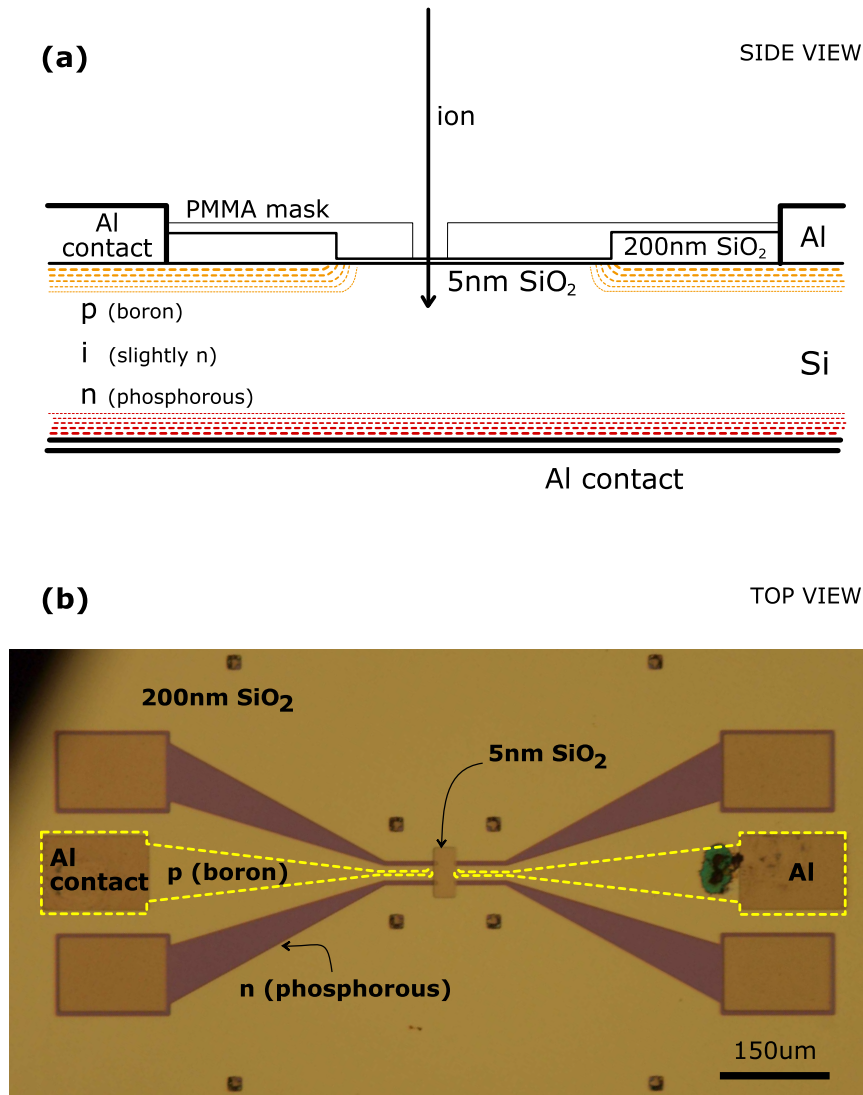 (a)
SIDE VIEW
ion
PMMA mask
Al
contact
200nm SiO₂
Al
5nm SiO₂
p (boron)
i (slightly n)
Si
n (phosphorous)
Al contact
(b)
TOP VIEW
200nm SiO₂
5nm SiO₂
Al
contact
p (boron)
Al
n (phosphorous)
150um